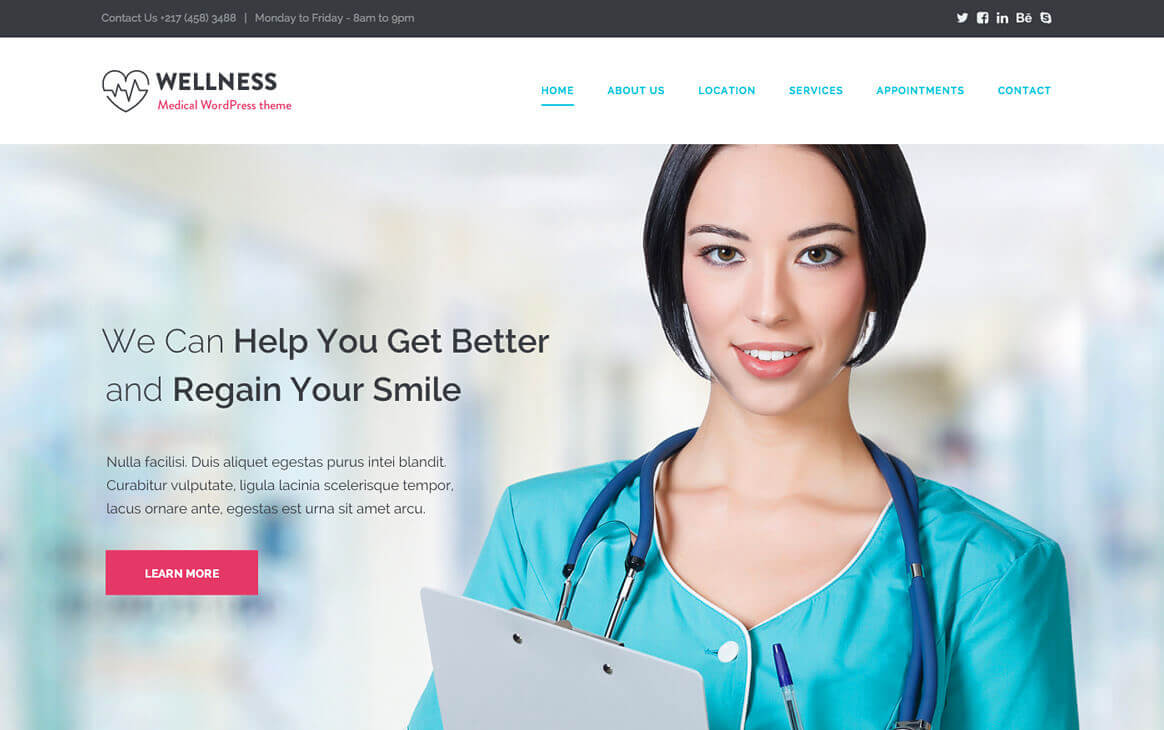 Contact Us +217 (458) 3488 | Monday to Friday - 8am to 9pm
Bē
WELLNESS
Medical WordPress theme
HOME ABOUT US LOCATION SERVICES APPOINTMENTS CONTACT
We Can Help You Get Better
and Regain Your Smile
Nulla facilisi. Duis aliquet egestas purus intei blandit.
Curabitur vulputate, ligula lacinia scelerisque tempor,
lacus ornare ante, egestas est urna sit amet arcu.
LEARN MORE